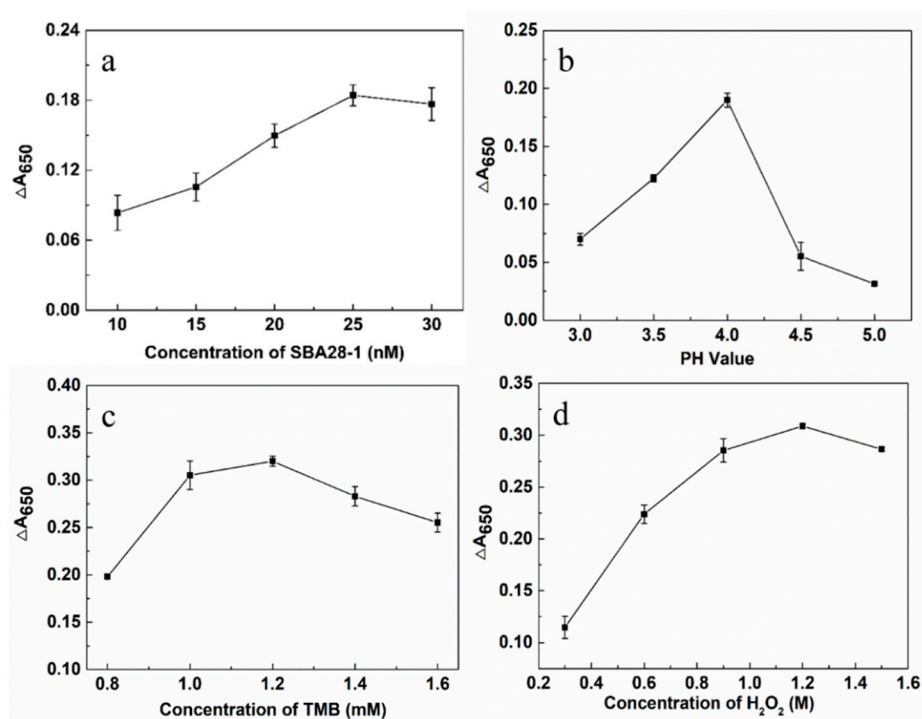 a
△A650
0.24
0.18
0.12
0.06
0.00
10 15 20 25 30
Concentration of SBA28-1 (nM)
b
△A650
0.25
0.20
0.15
0.10
0.05
0.00
3.0 3.5 4.0 4.5 5.0
PH Value
c
△A650
0.40
0.35
0.30
0.25
0.20
0.15
0.10
0.8 1.0 1.2 1.4 1.6
Concentration of TMB (mM)
d
△A650
0.35
0.30
0.25
0.20
0.15
0.10
0.2 0.4 0.6 0.8 1.0 1.2 1.4 1.6
Concentration of H₂O₂ (M)